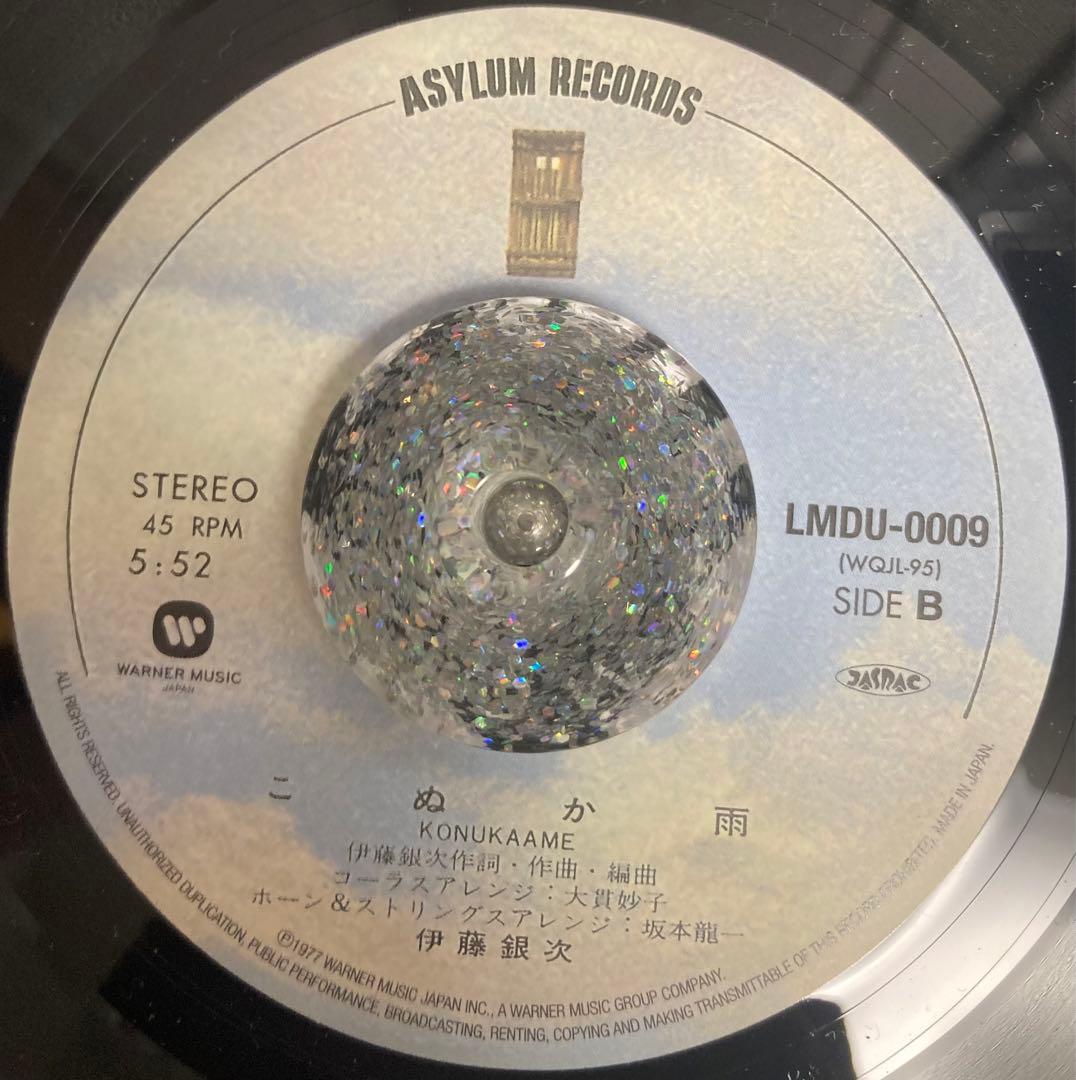 ASYLUM RECORDS
STEREO
45 RPM
5:52
WARNER MUSIC
JAPAN
LMDU-0009
(WQJL-95)
SIDE B
JASRAC
こぬか雨
KONUKAAME
伊藤銀次作詞・作曲・編曲
コーラスアレンジ:大貫妙子
ホーン&ストリングスアレンジ:坂本龍一
伊藤銀次
Ⓟ1977 WARNER MUSIC JAPAN INC., A WARNER MUSIC GROUP COMPANY.
ALL RIGHTS RESERVED. UNAUTHORIZED DUPLICATION, PUBLIC PERFORMANCE, BROADCASTING, RENTING, COPYING AND MAKING TRANSMITTABLE OF THIS RECORD PROHIBITED. MADE IN JAPAN.